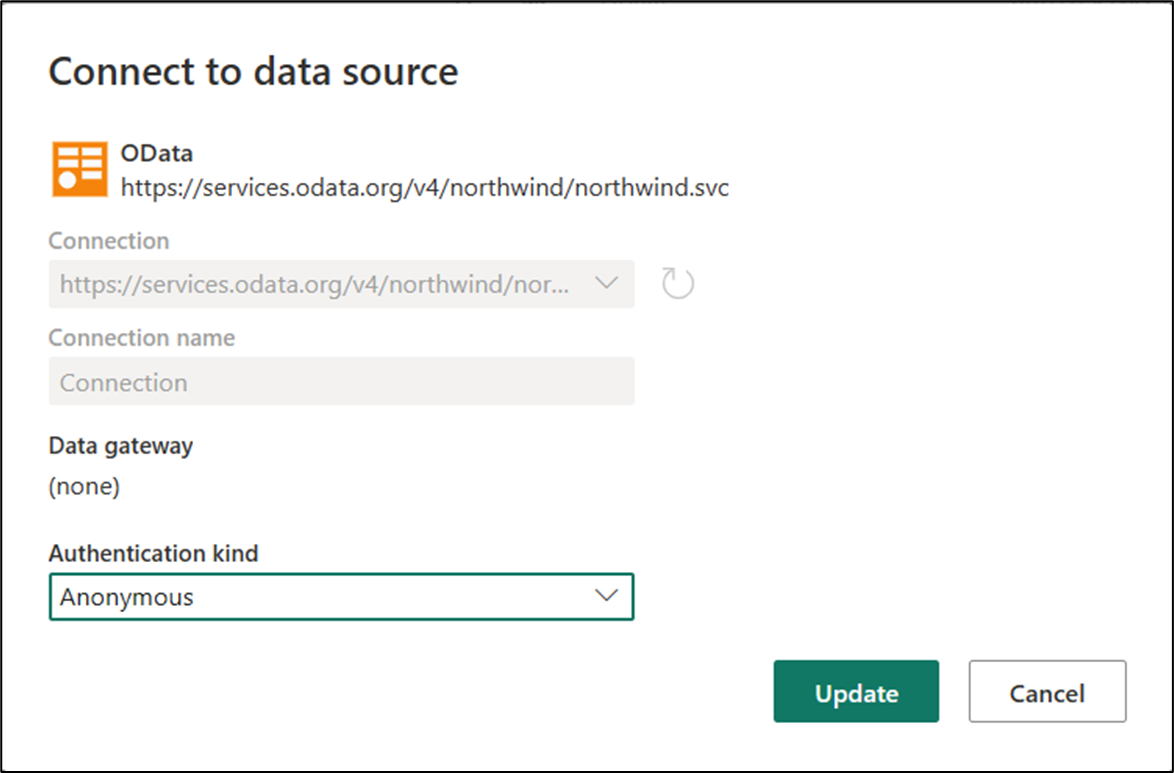 Connect to data source
OData
https://services.odata.org/v4/northwind/northwind.svc
Connection
https://services.odata.org/v4/northwind/nor...
Connection name
Connection
Data gateway
(none)
Authentication kind
Anonymous
Update
Cancel